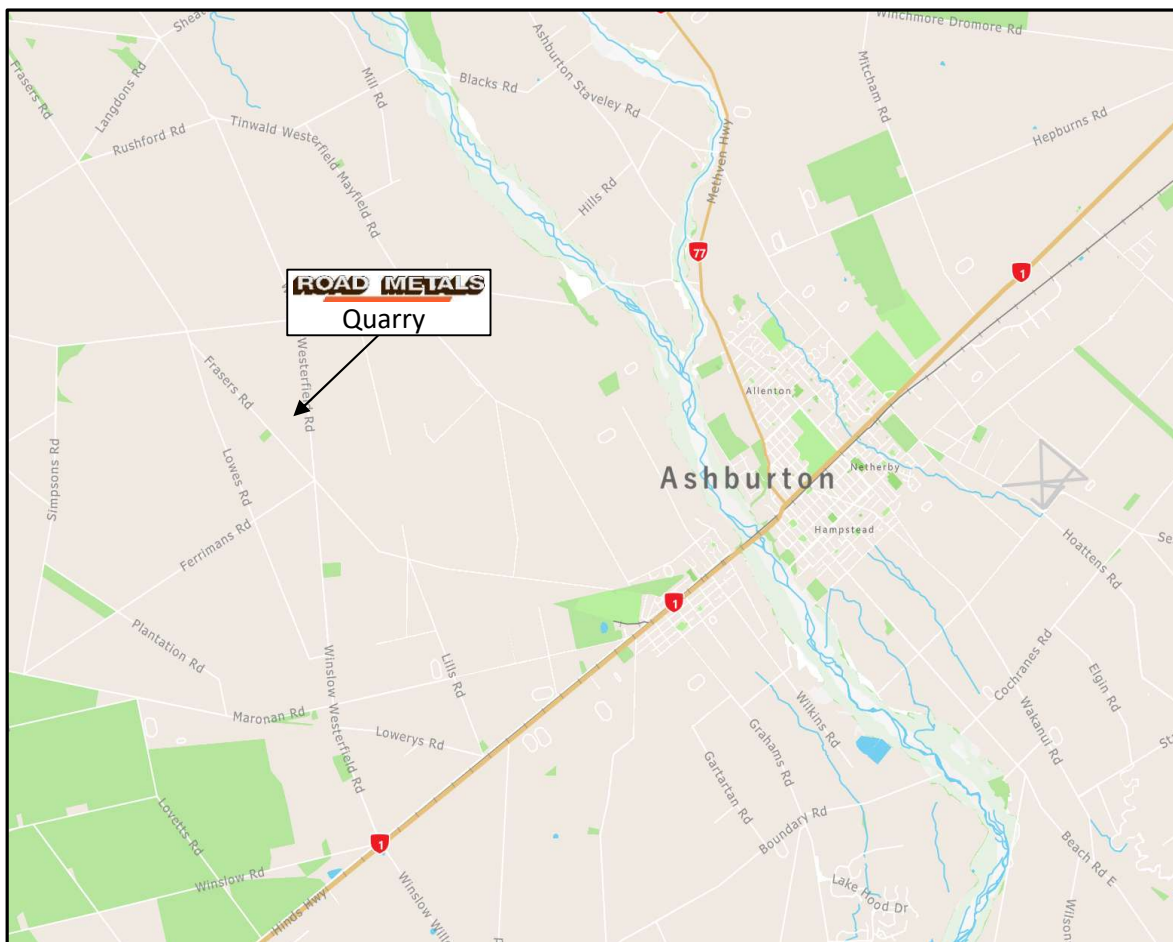 Winchmore Dromore Rd
Frasers Rd
Langdons Rd
Rushford Rd
Mill Rd
Blacks Rd
Ashburton Staveley Rd
Mitcham Rd
Hepburns Rd
Tinwald Westerfield Mayfield Rd
Methven Hwy
Hills Rd
77
1
ROAD METALS
Quarry
Westerfield Rd
Frasers Rd
Allenton
Simpsons Rd
Lowes Rd
Ashburton
Netherby
Hampstead
Ferrimans Rd
Hoattens Rd
1
Plantation Rd
Winslow Westerfield Rd
Lills Rd
Cochranes Rd
Elgin Rd
Wakanui Rd
Maronan Rd
Lowerys Rd
Wilkins Rd
Grahams Rd
Gartartan Rd
Boundary Rd
Lovetts Rd
1
Beach Rd E
Winslow Rd
Hinds Hwy
Lake Hood Dr